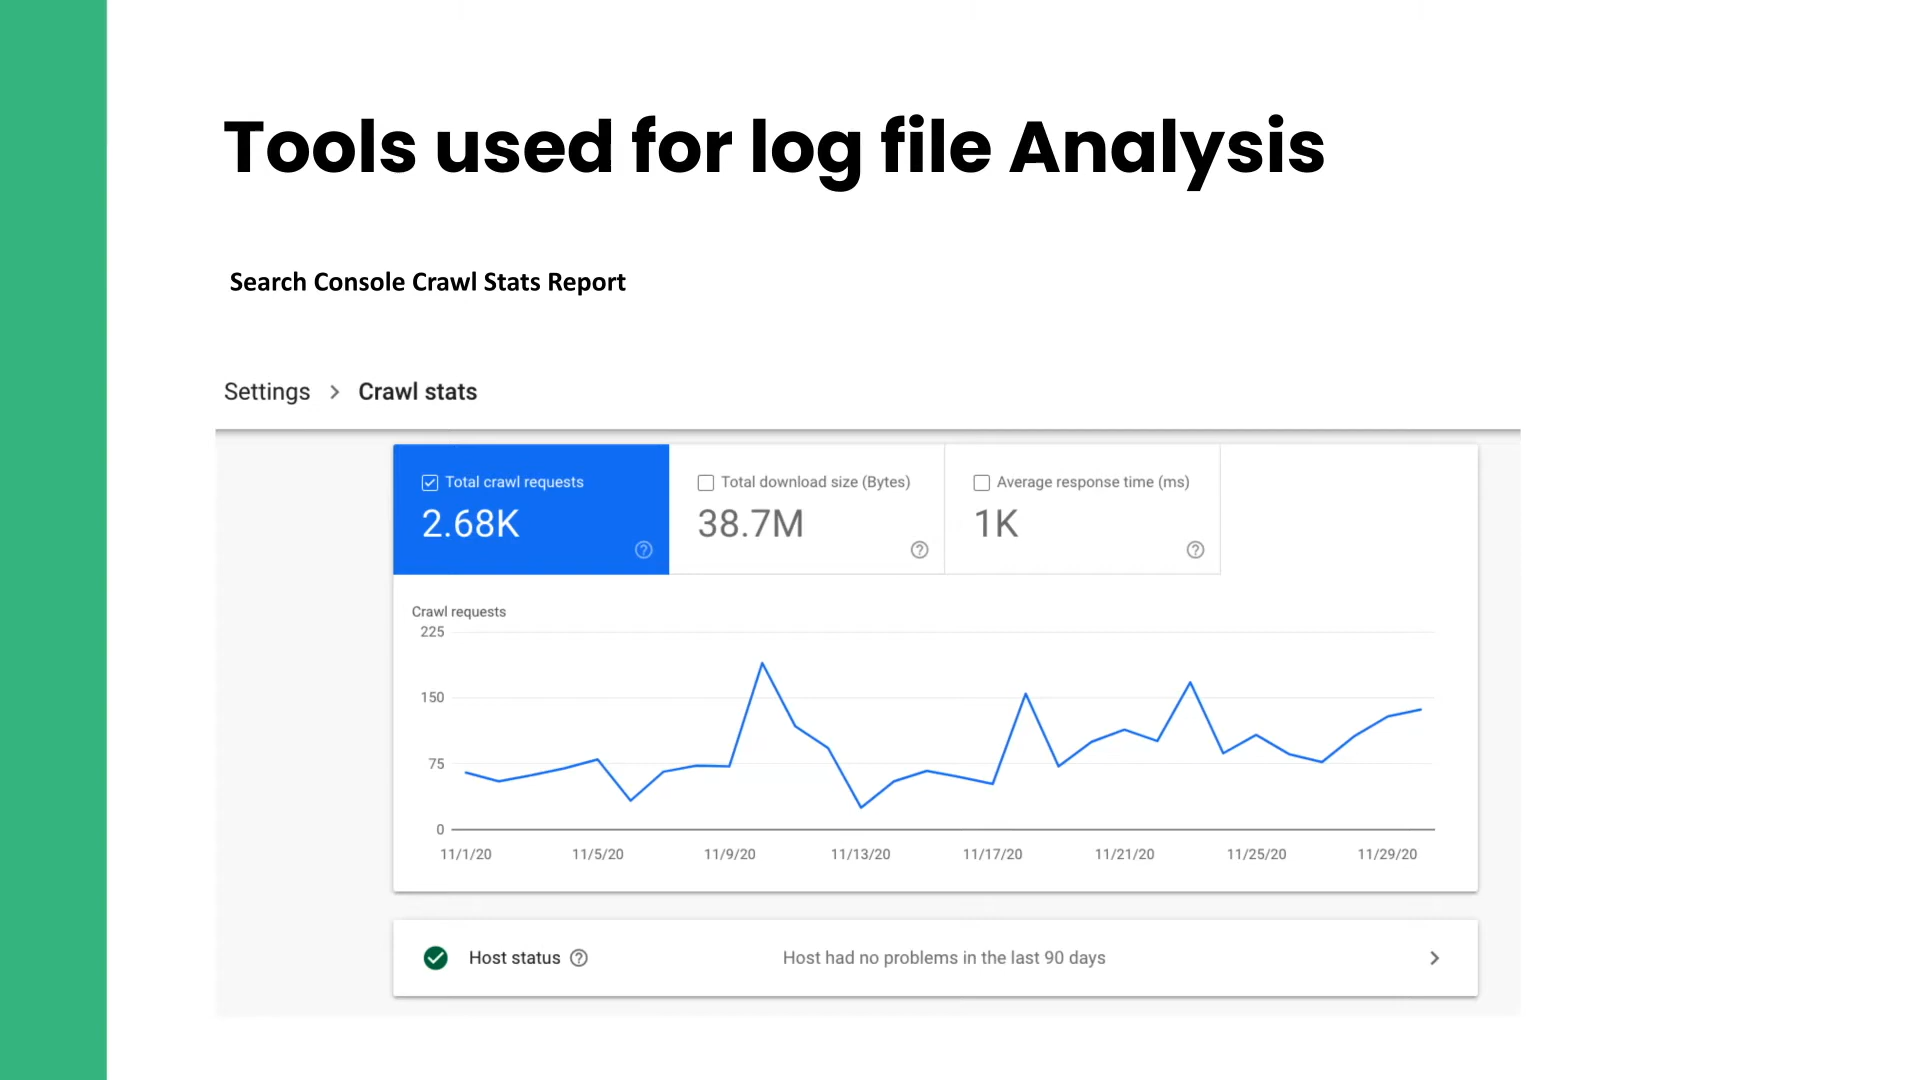 Tools used for log file Analysis
Search Console Crawl Stats Report
Settings > Crawl stats
Total crawl requests
2.68K
Total download size (Bytes)
38.7M
Average response time (ms)
1K
Crawl requests
225
150
75
0
11/1/20 11/5/20 11/9/20 11/13/20 11/17/20 11/21/20 11/25/20 11/29/20
Host status Host had no problems in the last 90 days